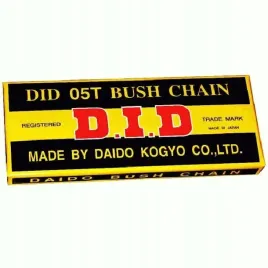 DID 05T BUSH CHAIN
REGISTERED D.I.D TRADE MARK
MADE IN JAPAN
MADE BY DAIDO KOGYO CO.,LTD.
DAIDO BUSH CHAIN